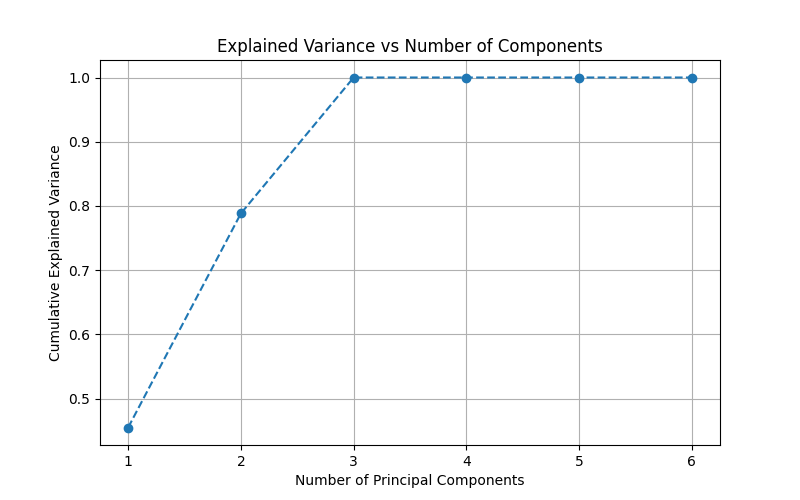 Explained Variance vs Number of Components
Cumulative Explained Variance
1.0
0.9
0.8
0.7
0.6
0.5
1 2 3 4 5 6
Number of Principal Components